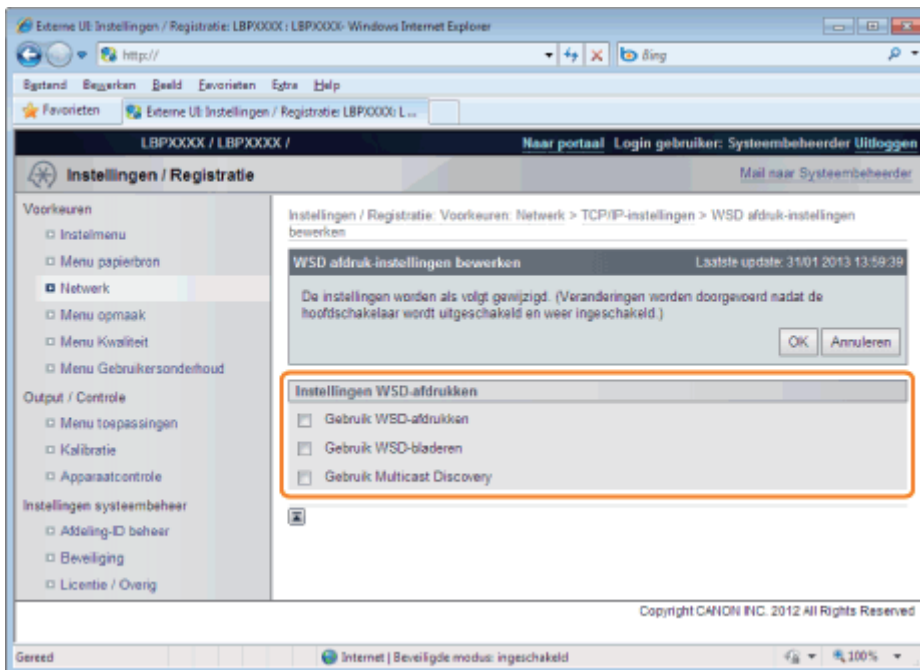 Externe UI: Instellingen / Registratie: LBPXXXX : LBPXXXX- Windows Internet Explorer
http://
Bing
Bestand Bewerken Beeld Favorieten Extra Help
Favorieten
Externe UI: Instellingen / Registratie: LBPXXXX: L...
LBPXXXX / LBPXXXX /
Naar portaal Login gebruiker: Systeembeheerder Uitloggen
Instellingen / Registratie
Mail naar Systeembeheerder
Voorkeuren
Instelmenu
Menu papierbron
Netwerk
Menu opmaak
Menu Kwaliteit
Menu Gebruikersonderhoud
Output / Controle
Menu toepassingen
Kalibratie
Apparaatcontrole
Instellingen systeembeheer
Afdeling-ID beheer
Beveiliging
Licentie / Overig
Instellingen / Registratie: Voorkeuren: Netwerk > TCP/IP-instellingen > WSD afdruk-instellingen
bewerken
WSD afdruk-instellingen bewerken
Laatste update: 31/01 2013 13:59:39
De instellingen worden als volgt gewijzigd. (Veranderingen worden doorgevoerd nadat de
hoofdschakelaar wordt uitgeschakeld en weer ingeschakeld.)
OK Annuleren
Instellingen WSD-afdrukken
Gebruik WSD-afdrukken
Gebruik WSD-bladeren
Gebruik Multicast Discovery
Copyright CANON INC. 2012 All Rights Reserved
Gereed
Internet | Beveiligde modus: ingeschakeld
100%